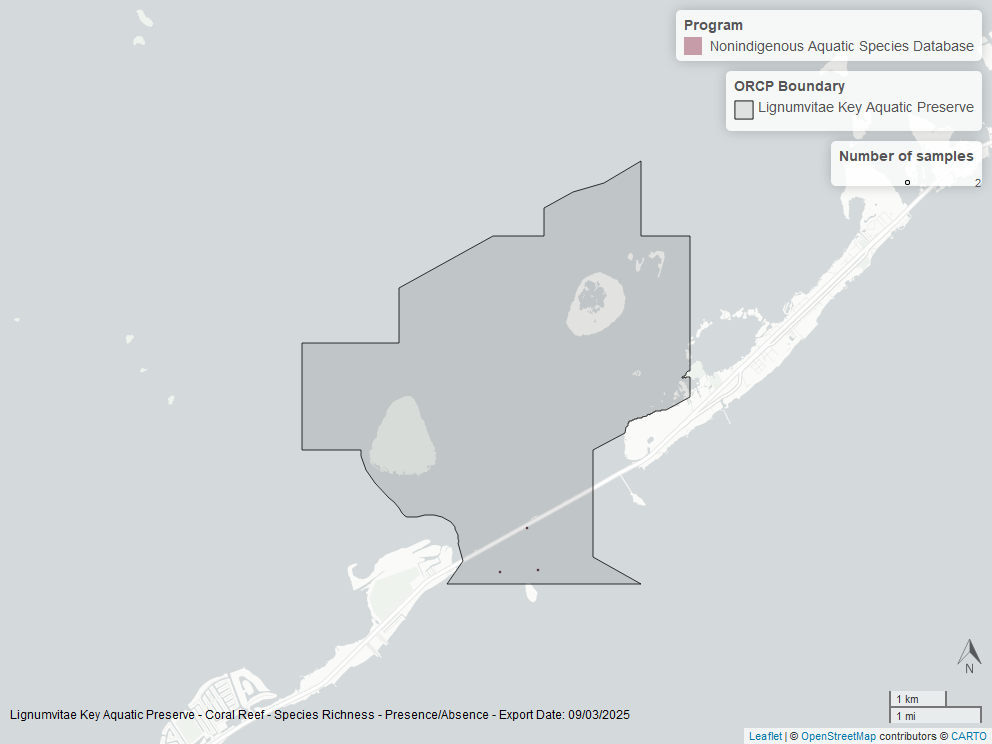 Program
Nonindigenous Aquatic Species Database
ORCP Boundary
Lignumvitae Key Aquatic Preserve
Number of samples
2
N
1 km
1 mi
Lignumvitae Key Aquatic Preserve - Coral Reef - Species Richness - Presence/Absence - Export Date: 09/03/2025
Leaflet | © OpenStreetMap contributors © CARTO